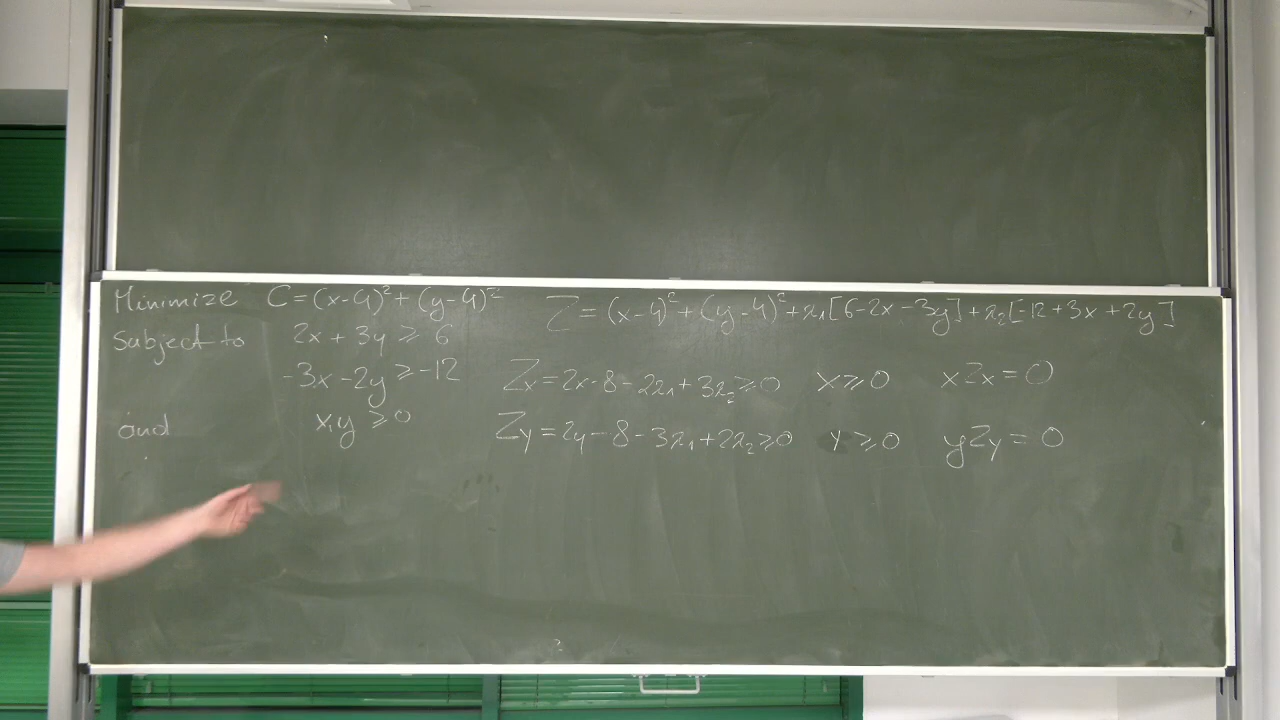 Minimize C=(x-4)²+(y-4)² Z=(x-4)²+(y-4)²+λ₁[6-2x-3y]+λ₂[-12+3x+2y]
Subject to 2x+3y ≥ 6
-3x-2y ≥ -12 Zₓ=2x-8-2λ₁+3λ₂≥0 x≥0 xZₓ=0
and x,y ≥0 Zy=2y-8-3λ₁+2λ₂≥0 y≥0 yZy=0